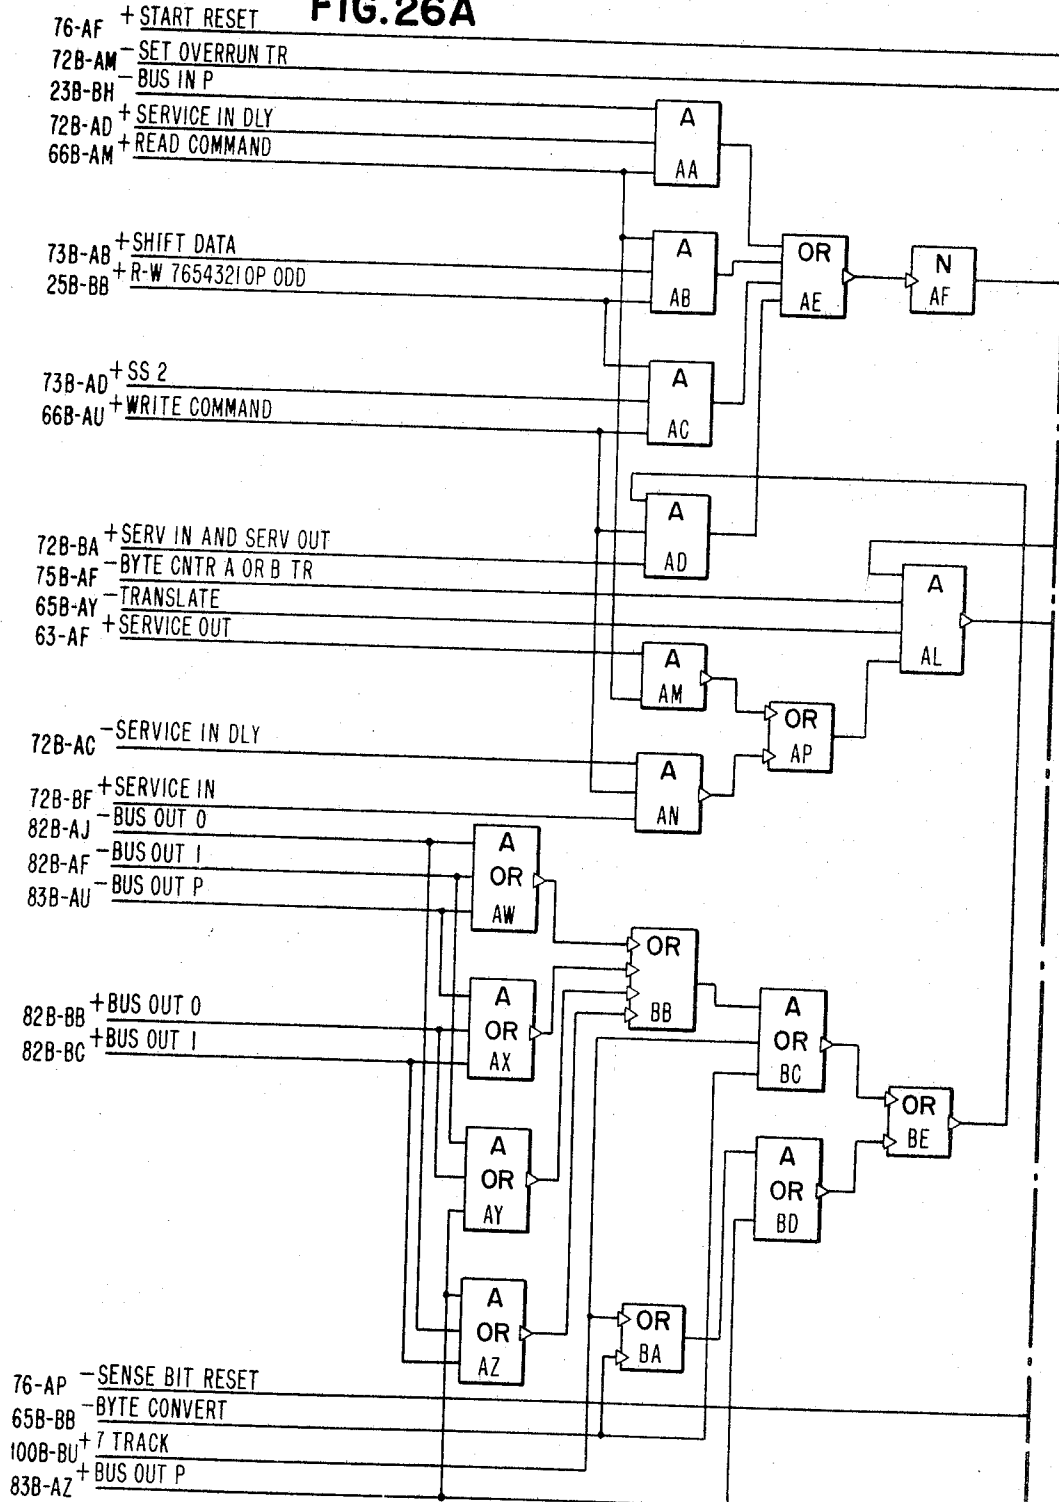 FIG.26A
76-AF + START RESET
72B-AM - SET OVERRUN TR
23B-BH - BUS IN P
72B-AD + SERVICE IN DLY
66B-AM + READ COMMAND
A
AA
73B-AB + SHIFT DATA
25B-BB + R-W 76543210P ODD
A
AB
OR
AE
N
AF
73B-AD + SS 2
66B-AU + WRITE COMMAND
A
AC
A
AD
72B-BA + SERV IN AND SERV OUT
75B-AF - BYTE CNTR A OR B TR
65B-AY - TRANSLATE
63-AF + SERVICE OUT
A
AL
A
AM
OR
AP
72B-AC - SERVICE IN DLY
A
AN
72B-BF + SERVICE IN
82B-AJ - BUS OUT 0
82B-AF - BUS OUT 1
83B-AU - BUS OUT P
A
OR
AW
OR
BB
82B-BB + BUS OUT 0
82B-BC + BUS OUT 1
A
OR
AX
A
OR
BC
OR
BE
A
OR
AY
A
OR
BD
A
OR
AZ
OR
BA
76-AP - SENSE BIT RESET
65B-BB - BYTE CONVERT
100B-BU + 7 TRACK
83B-AZ + BUS OUT P